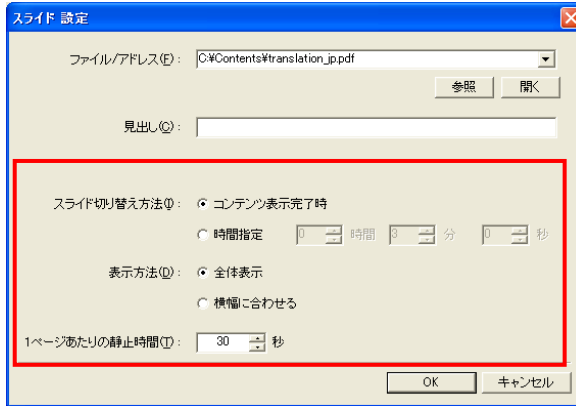 スライド 設定
ファイル/アドレス(F): C:¥Contents¥translation_jp.pdf
参照 開く
見出し(C):
スライド切り替え方法(I): コンテンツ表示完了時
時間指定 0 時間 3 分 0 秒
表示方法(D): 全体表示
横幅に合わせる
1ページあたりの静止時間(T): 30 秒
OK キャンセル